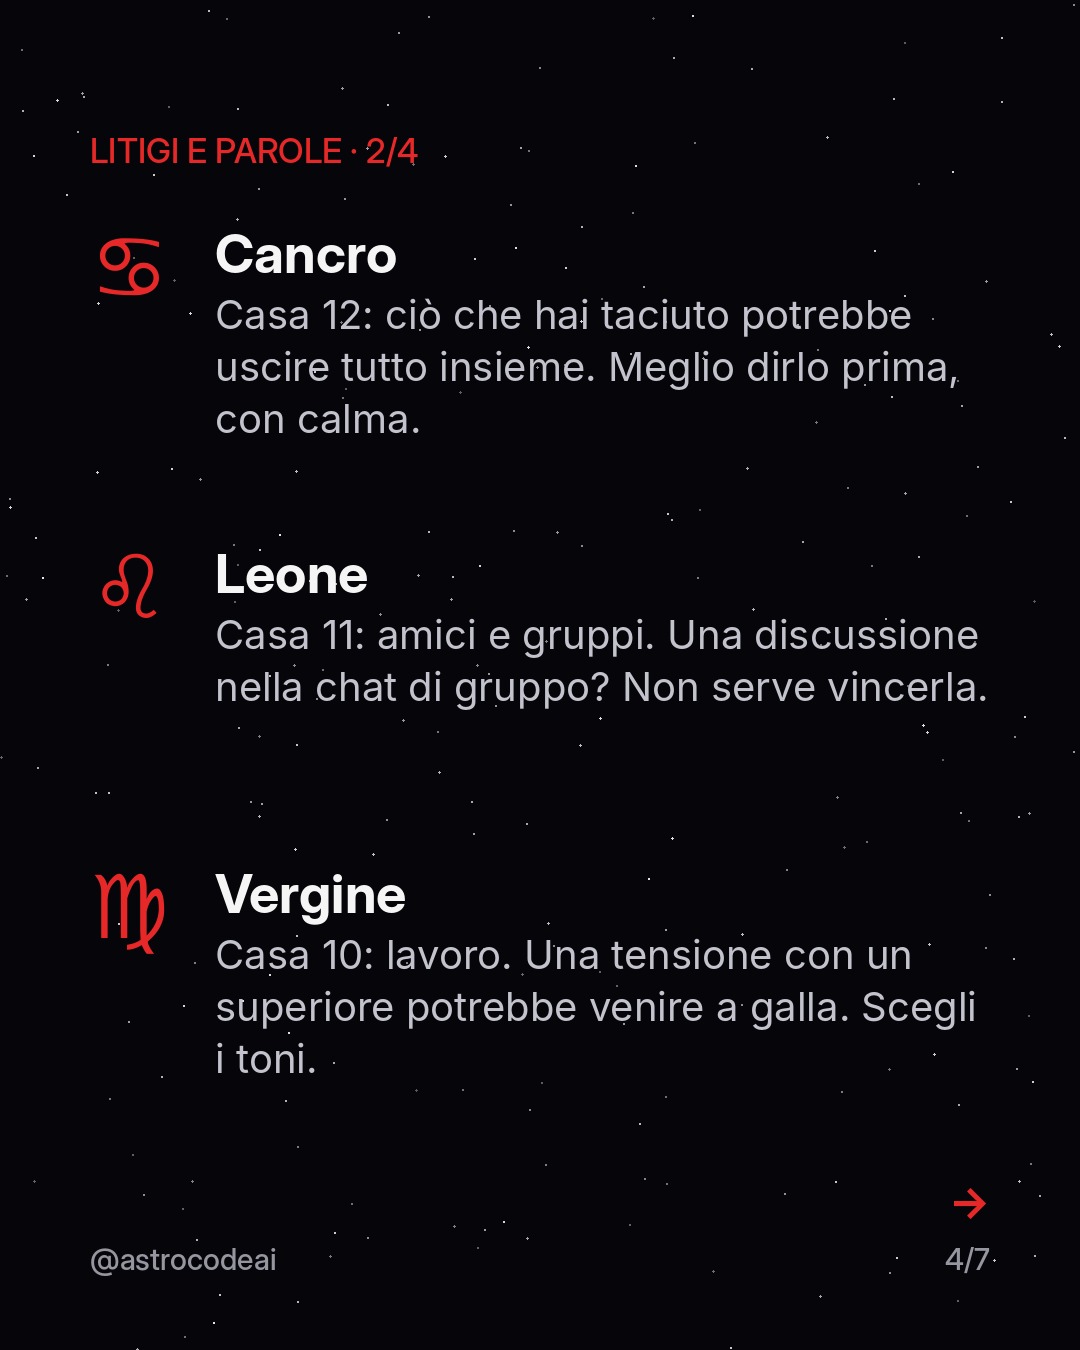 LITIGI E PAROLE · 2/4
♋ Cancro
Casa 12: ciò che hai taciuto potrebbe
uscire tutto insieme. Meglio dirlo prima,
con calma.
♌ Leone
Casa 11: amici e gruppi. Una discussione
nella chat di gruppo? Non serve vincerla.
♍ Vergine
Casa 10: lavoro. Una tensione con un
superiore potrebbe venire a galla. Scegli
i toni.
→
@astrocodeai
4/7